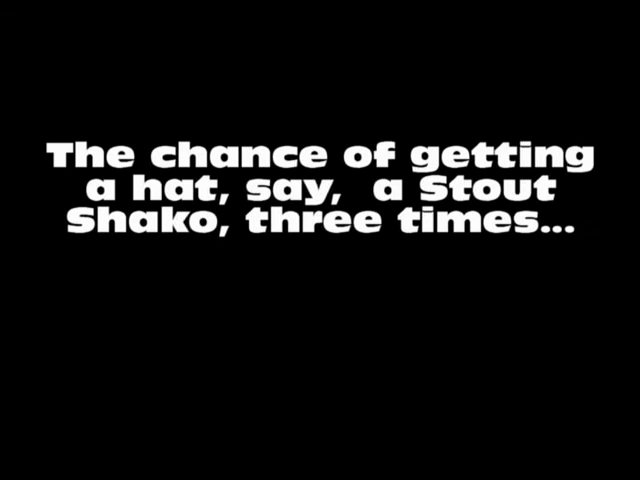 The chance of getting
a hat, say,  a Stout
Shako, three times...